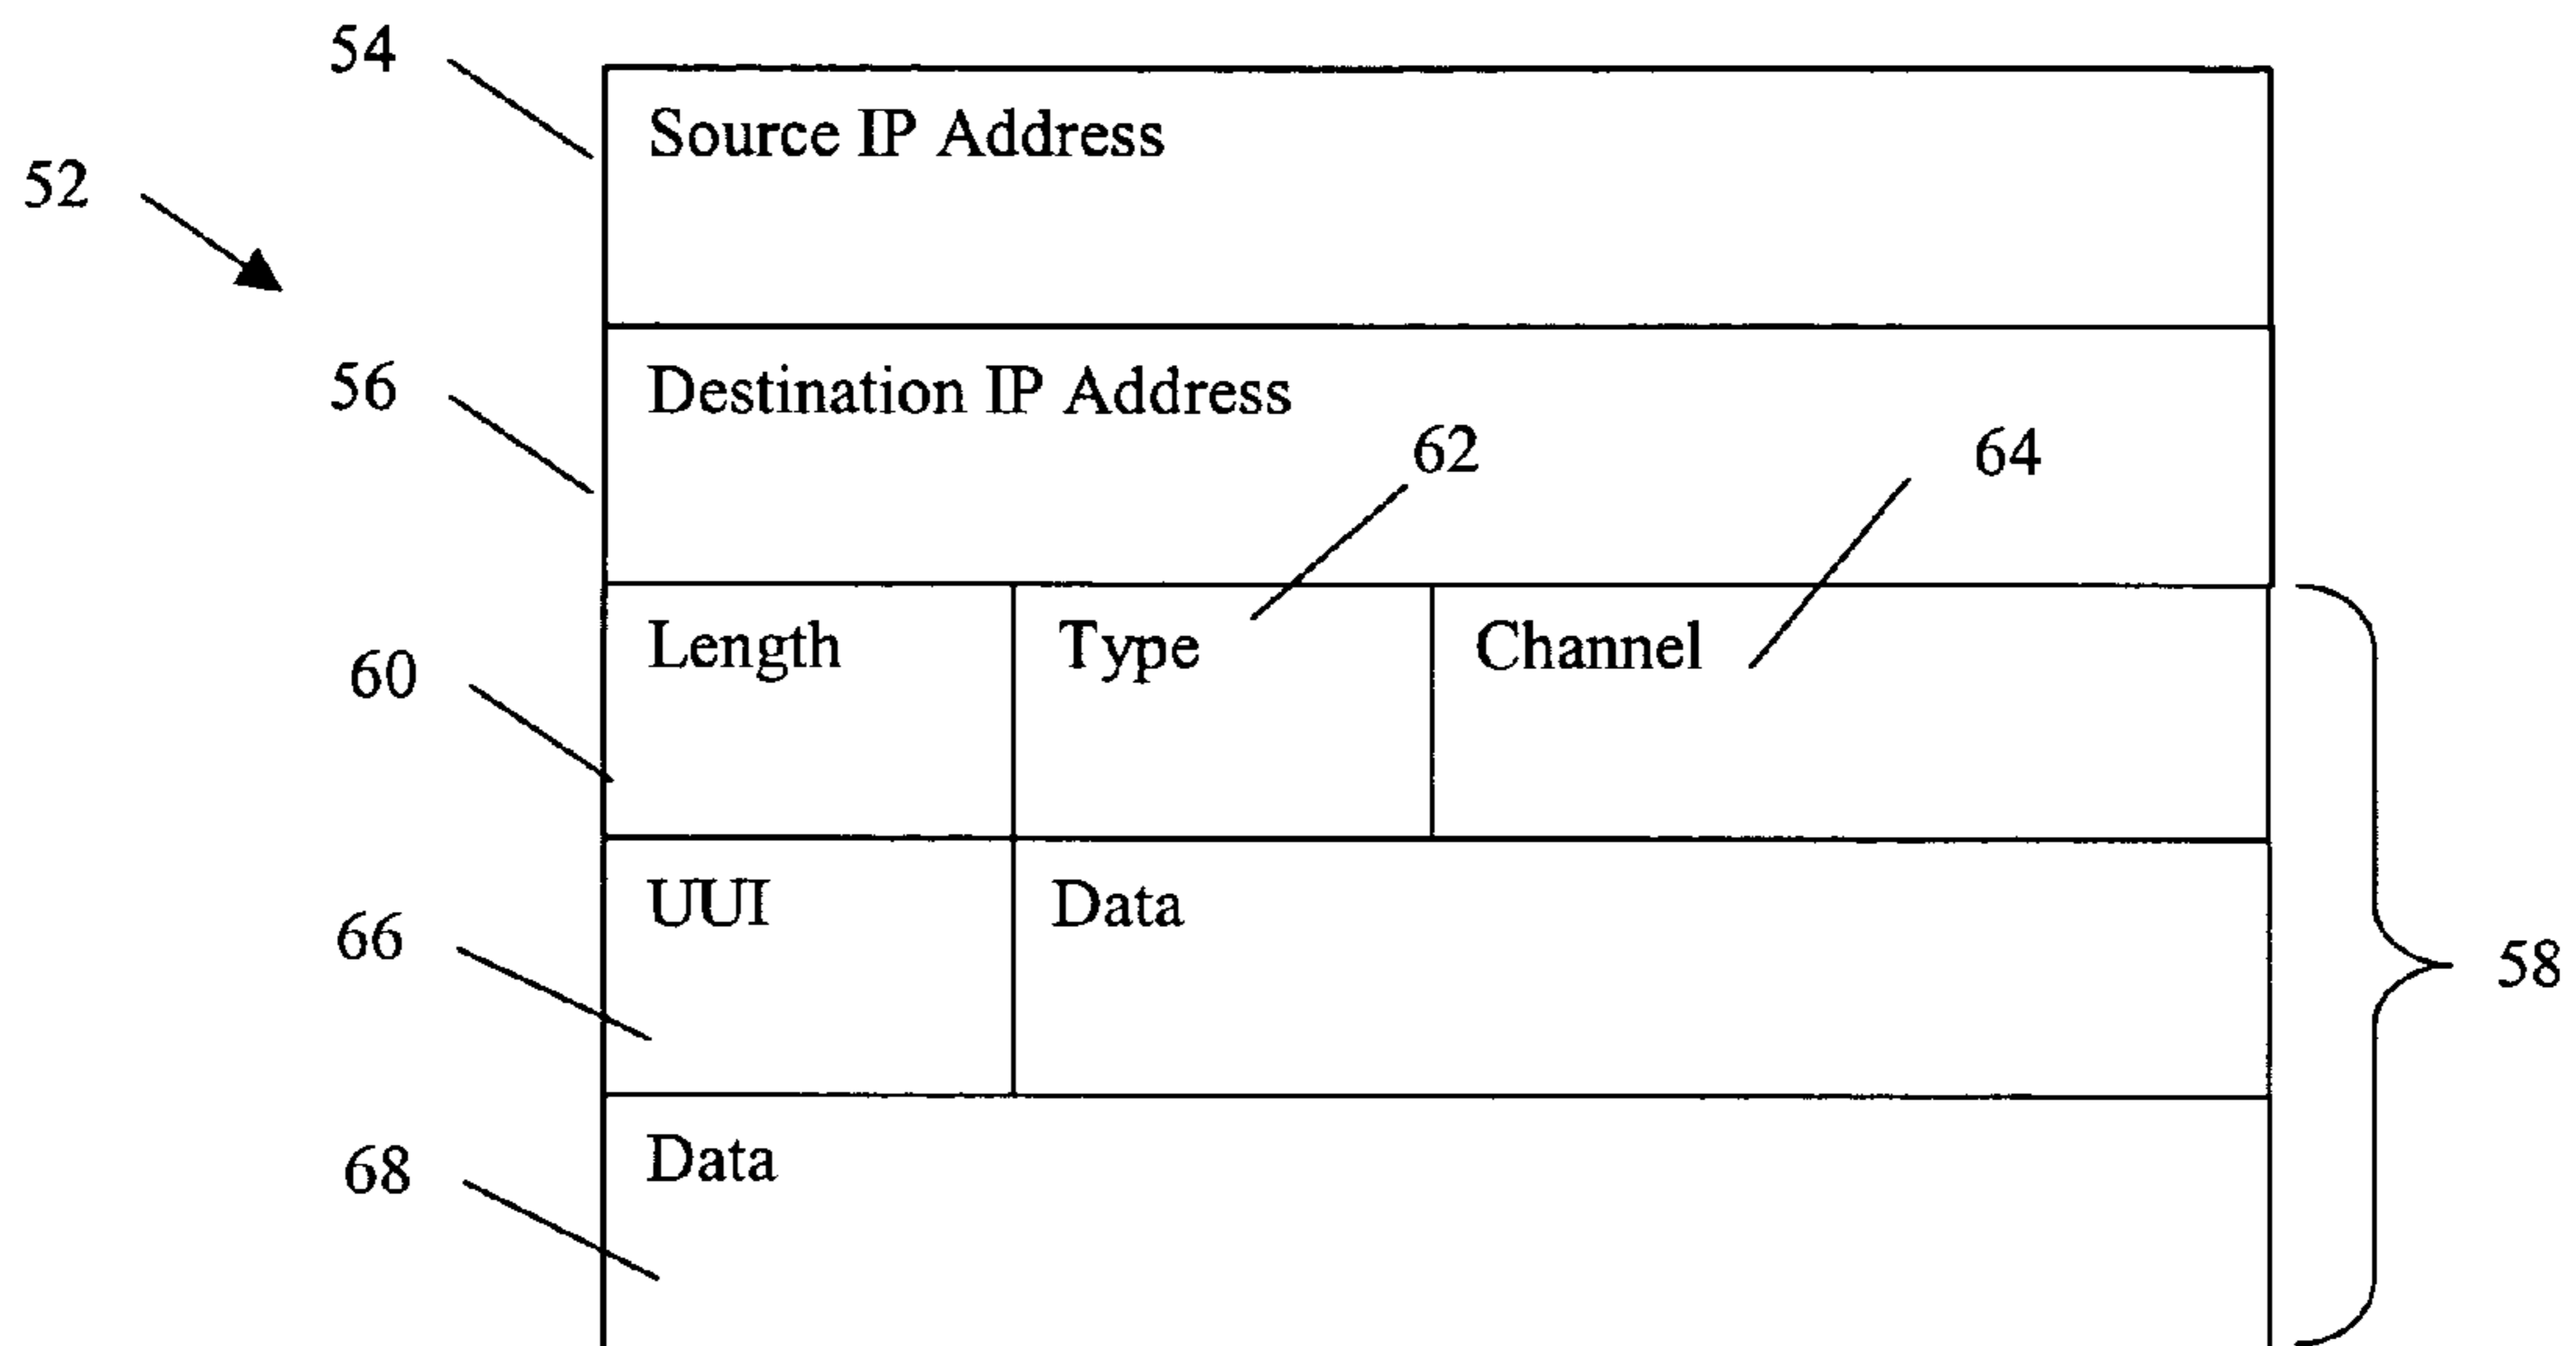 54
Source IP Address
52
Destination IP Address
56
62
64
Length Type Channel
60
UUI Data
66
58
Data
68